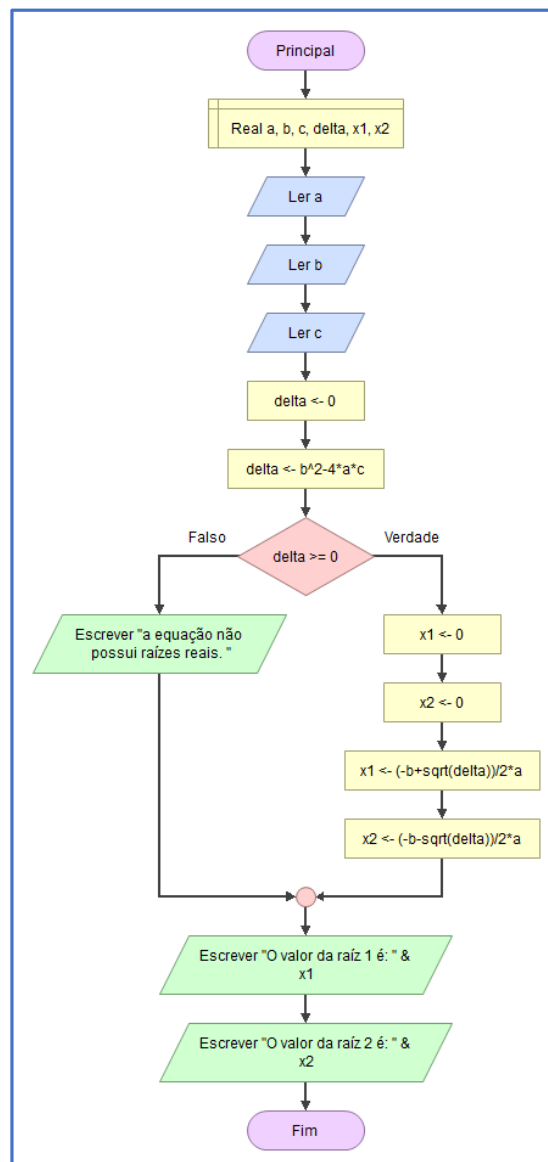 Principal
Real a, b, c, delta, x1, x2
Ler a
Ler b
Ler c
delta <- 0
delta <- b^2-4*a*c
Falso
delta >= 0
Verdade
Escrever "a equação não
possui raízes reais. "
x1 <- 0
x2 <- 0
x1 <- (-b+sqrt(delta))/2*a
x2 <- (-b-sqrt(delta))/2*a
Escrever "O valor da raíz 1 é: " &
x1
Escrever "O valor da raíz 2 é: " &
x2
Fim